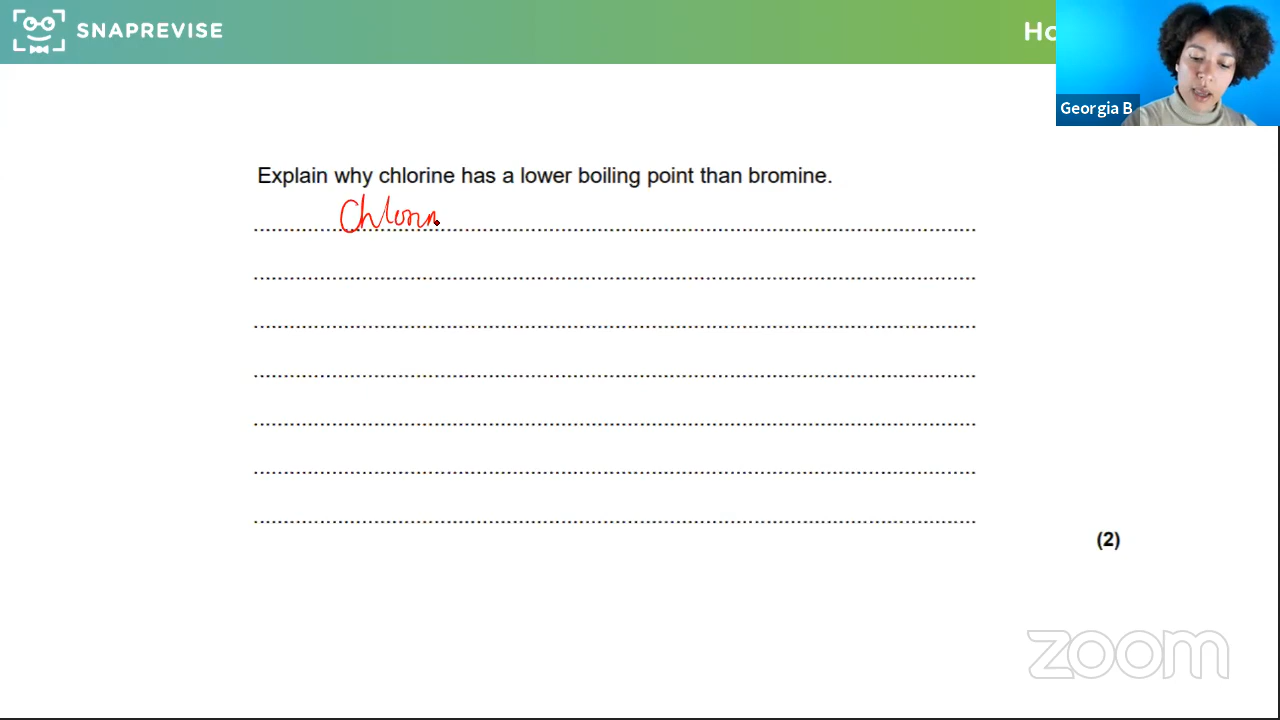 SNAPREVISE
Ho
Georgia B
Explain why chlorine has a lower boiling point than bromine.
Chlorin
(2)
zoom